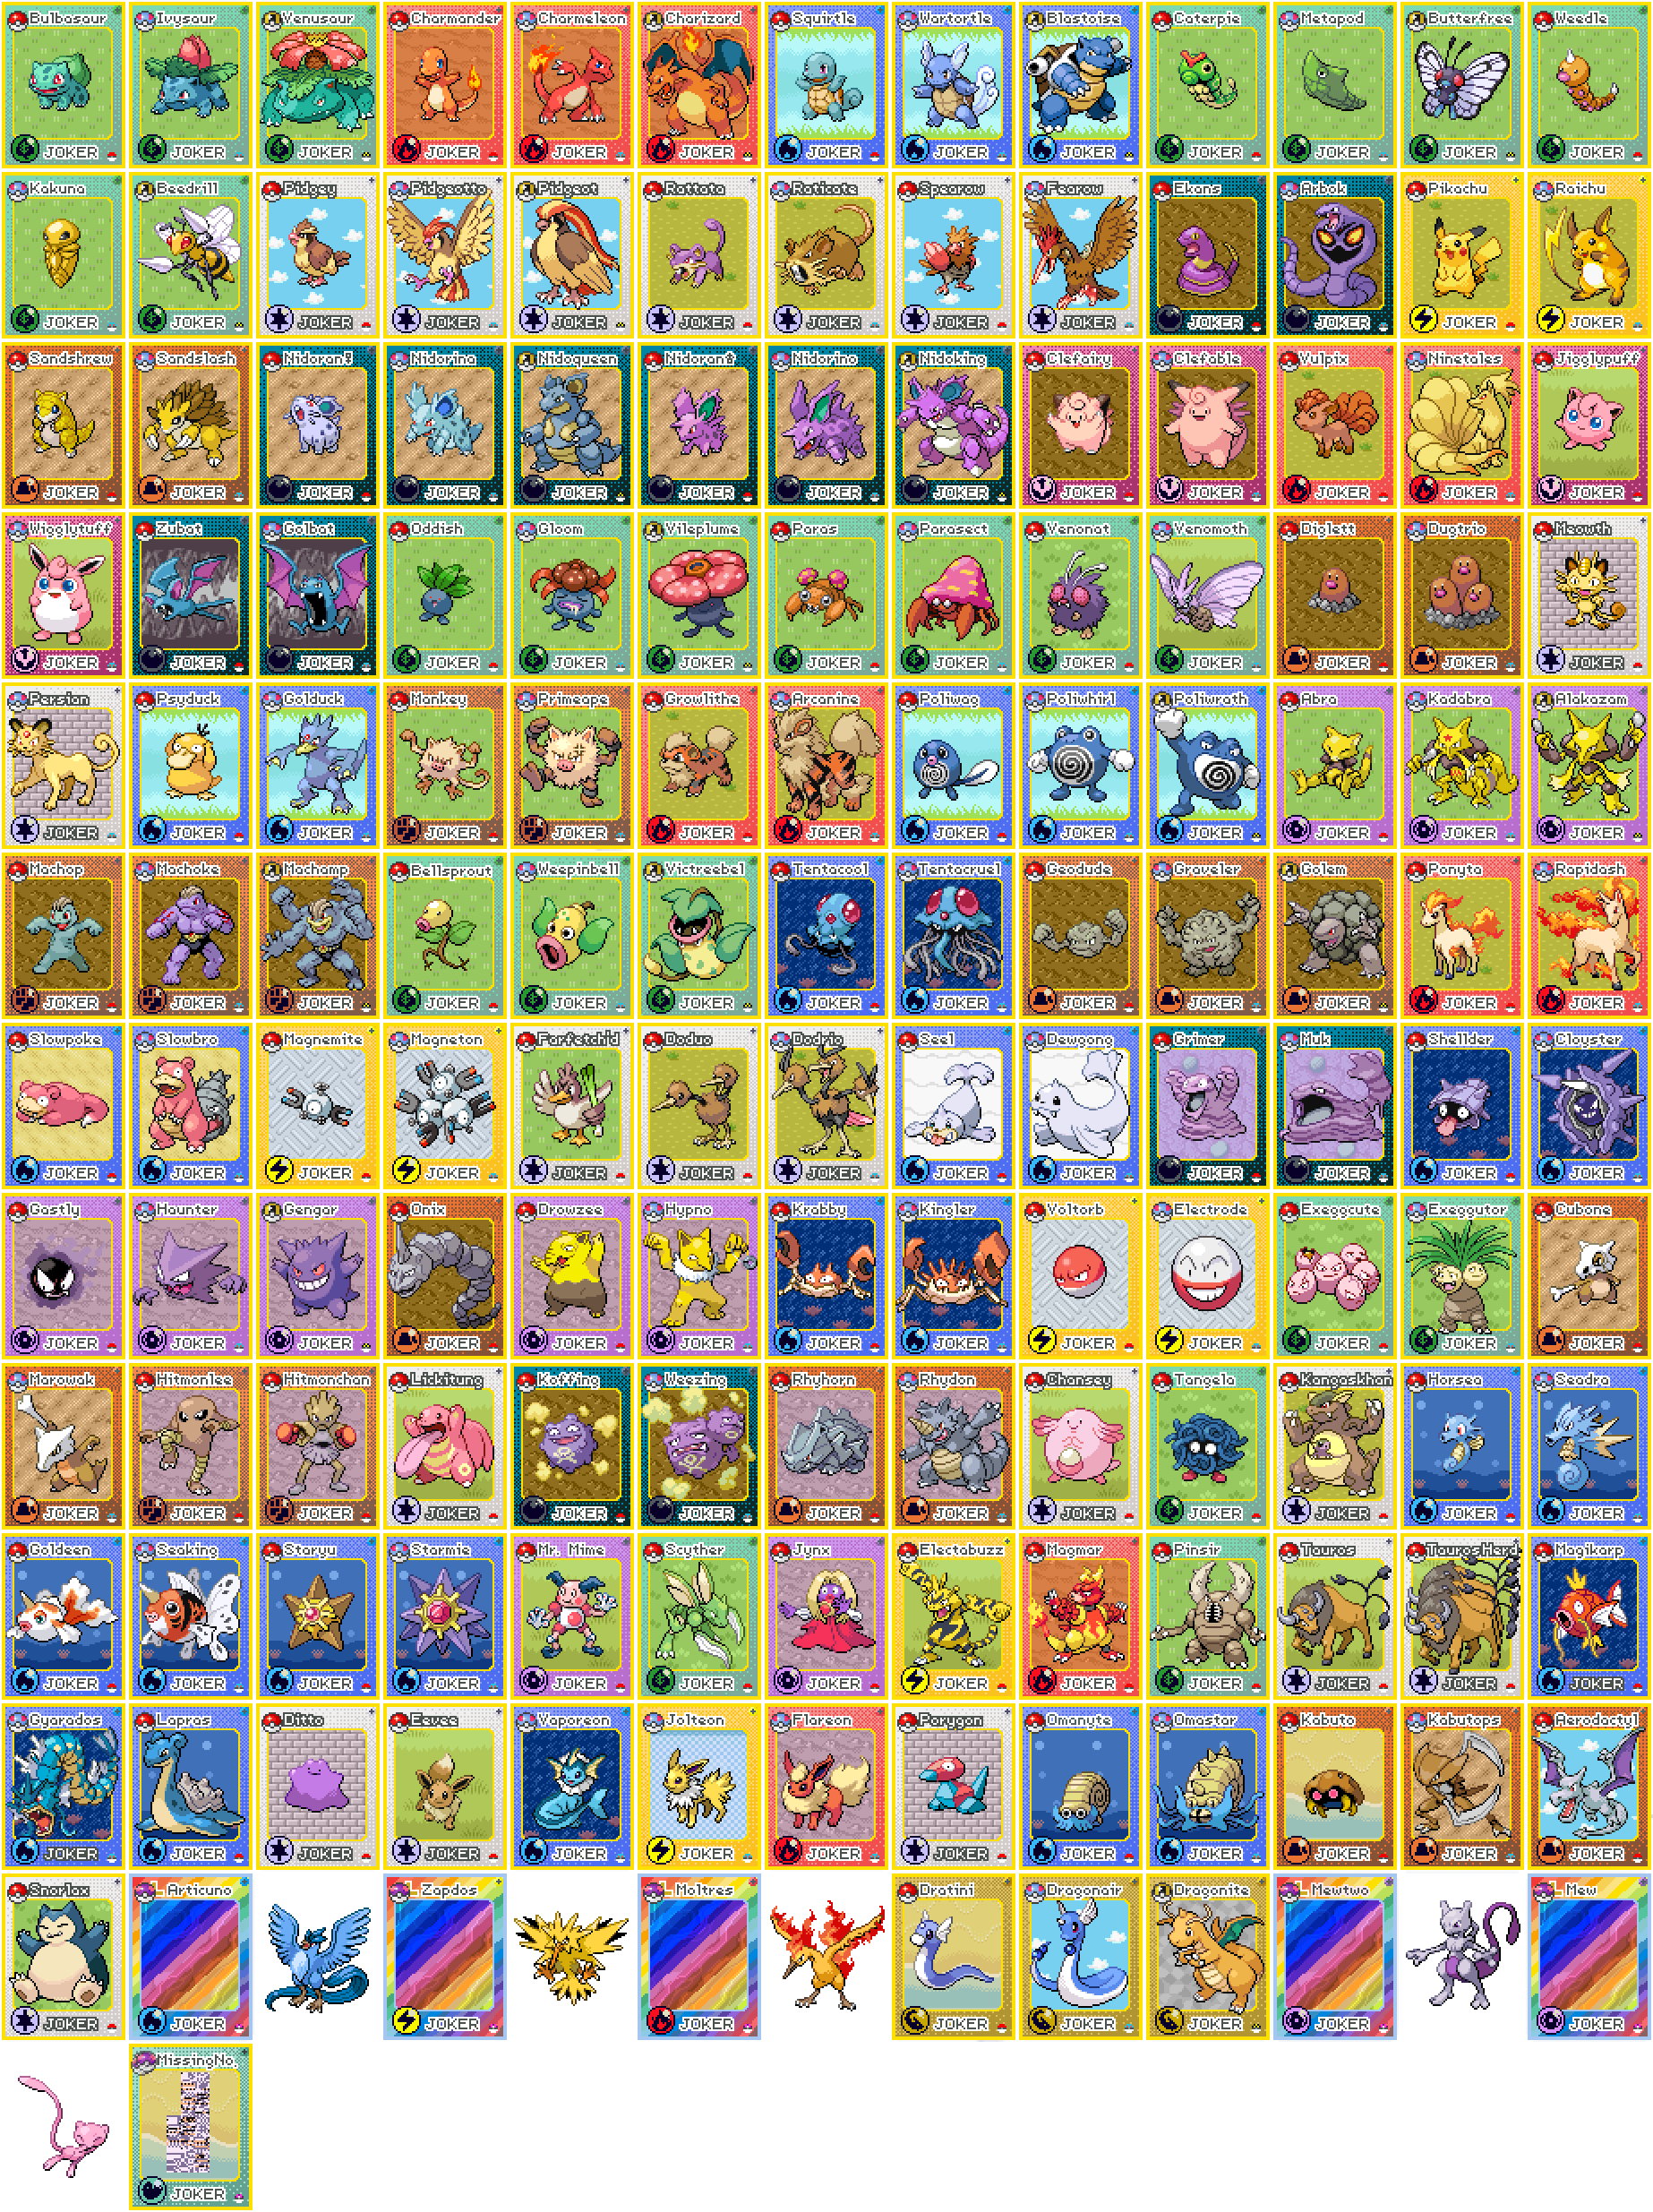 Bulbasaur Ivysaur Venusaur Charmander Charmeleon Charizard Squirtle Wartortle Blastoise Caterpie Metapod Butterfree Weedle
JOKER JOKER JOKER JOKER JOKER JOKER JOKER JOKER JOKER JOKER JOKER JOKER JOKER
Kakuna Beedrill Pidgey Pidgeotto Pidgeot Rattata Raticate Spearow Fearow Ekans Arbok Pikachu Raichu
JOKER JOKER JOKER JOKER JOKER JOKER JOKER JOKER JOKER JOKER JOKER JOKER JOKER
Sandshrew Sandslash Nidoran♀ Nidorina Nidoqueen Nidoran♂ Nidorino Nidoking Clefairy Clefable Vulpix Ninetales Jigglypuff
JOKER JOKER JOKER JOKER JOKER JOKER JOKER JOKER JOKER JOKER JOKER JOKER JOKER
Wigglytuff Zubat Golbat Oddish Gloom Vileplume Paras Parasect Venonat Venomoth Diglett Dugtrio Meowth
JOKER JOKER JOKER JOKER JOKER JOKER JOKER JOKER JOKER JOKER JOKER JOKER JOKER
Persian Psyduck Golduck Mankey Primeape Growlithe Arcanine Poliwag Poliwhirl Poliwrath Abra Kadabra Alakazam
JOKER JOKER JOKER JOKER JOKER JOKER JOKER JOKER JOKER JOKER JOKER JOKER JOKER
Machop Machoke Machamp Bellsprout Weepinbell Victreebel Tentacool Tentacruel Geodude Graveler Golem Ponyta Rapidash
JOKER JOKER JOKER JOKER JOKER JOKER JOKER JOKER JOKER JOKER JOKER JOKER JOKER
Slowpoke Slowbro Magnemite Magneton Farfetch'd Doduo Dodrio Seel Dewgong Grimer Muk Shellder Cloyster
JOKER JOKER JOKER JOKER JOKER JOKER JOKER JOKER JOKER JOKER JOKER JOKER JOKER
Gastly Haunter Gengar Onix Drowzee Hypno Krabby Kingler Voltorb Electrode Exeggcute Exeggutor Cubone
JOKER JOKER JOKER JOKER JOKER JOKER JOKER JOKER JOKER JOKER JOKER JOKER JOKER
Marowak Hitmonlee Hitmonchan Lickitung Koffing Weezing Rhyhorn Rhydon Chansey Tangela Kangaskhan Horsea Seadra
JOKER JOKER JOKER JOKER JOKER JOKER JOKER JOKER JOKER JOKER JOKER JOKER JOKER
Goldeen Seaking Staryu Starmie Mr. Mime Scyther Jynx Electabuzz Magmar Pinsir Tauros Tauros Herd Magikarp
JOKER JOKER JOKER JOKER JOKER JOKER JOKER JOKER JOKER JOKER JOKER JOKER JOKER
Gyarados Lapras Ditto Eevee Vaporeon Jolteon Flareon Porygon Omanyte Omastar Kabuto Kabutops Aerodactyl
JOKER JOKER JOKER JOKER JOKER JOKER JOKER JOKER JOKER JOKER JOKER JOKER JOKER
Snorlax L Articuno L Zapdos L Moltres Dratini Dragonair Dragonite L Mewtwo L Mew
JOKER JOKER JOKER JOKER JOKER JOKER JOKER JOKER JOKER
MissingNo.
JOKER